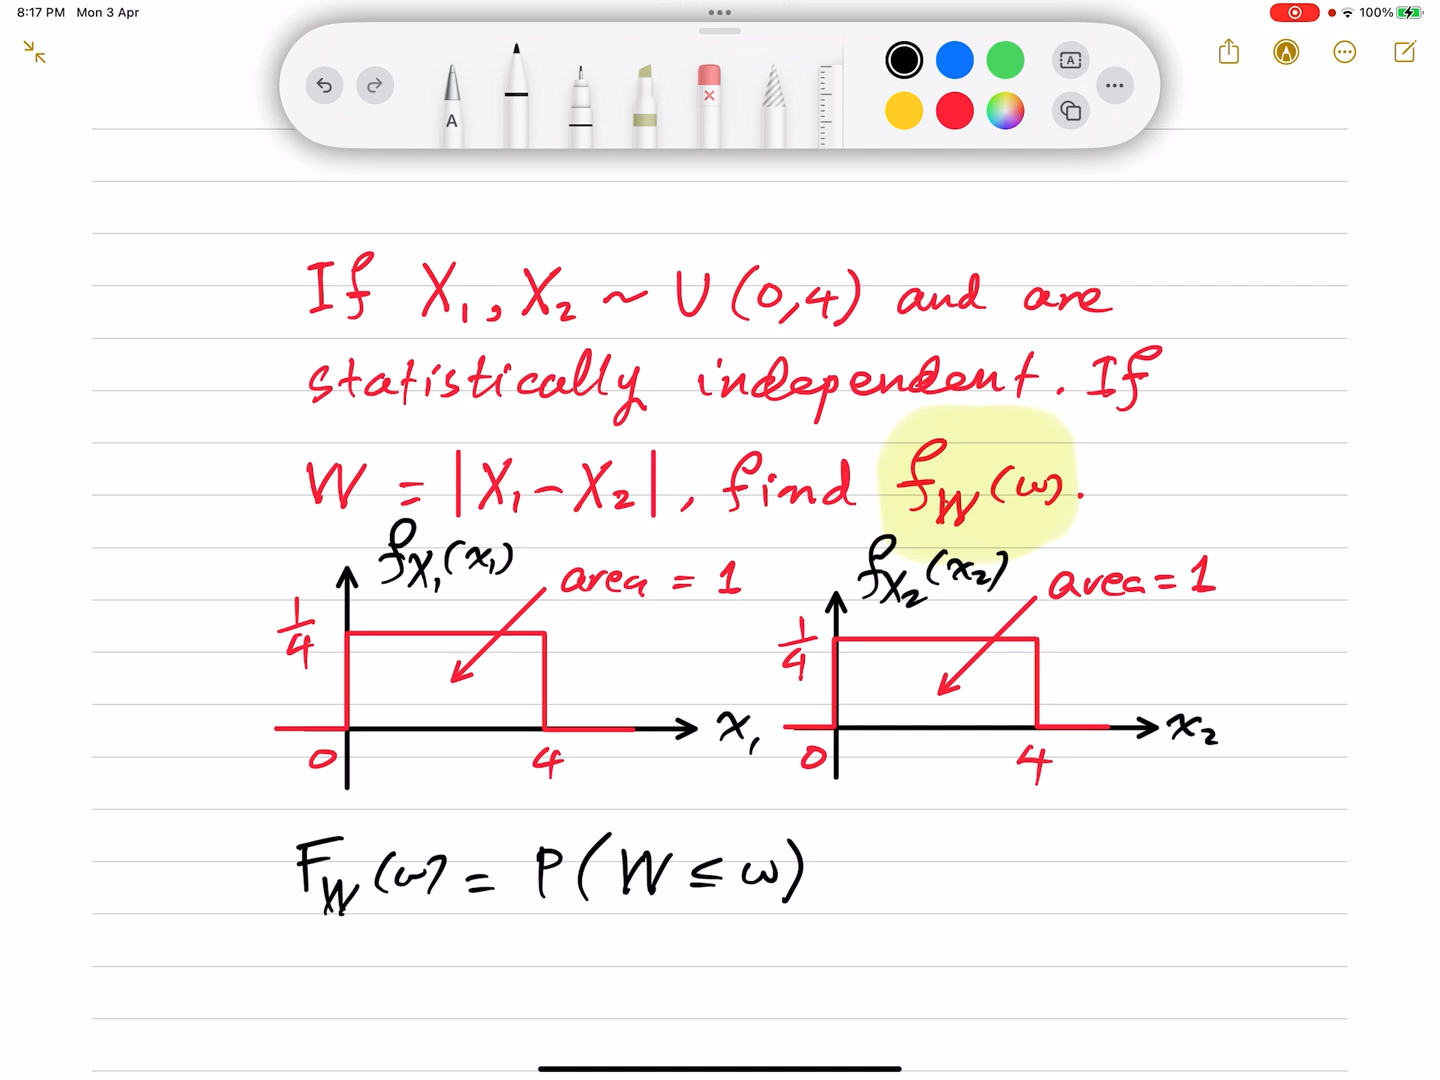 8:17 PM Mon 3 Apr
100%
A
A
If X₁, X₂ ~ U(0,4) and are
statistically independent. If
W = |X₁-X₂|, find f_W(w).
f_X₁(x₁) area = 1 f_X₂(x₂) area = 1
1/4 1/4
x₁ x₂
0 4 0 4
F_W(w) = P(W ≤ w)